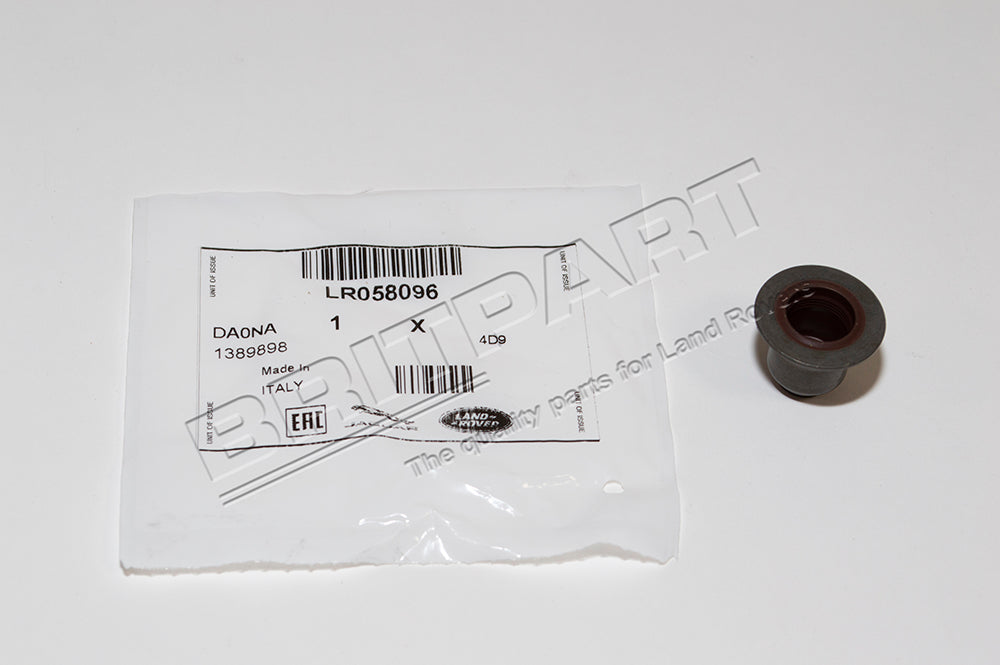 UNIT OF ISSUE
UNIT OF ISSUE
LR058096
DA0NA
1 X
4D9
1389898
Made In
ITALY
UNIT OF ISSUE
UNIT OF ISSUE
EAC
JAGUAR
LAND ROVER
BRITPART
The quality parts for Land Rovers